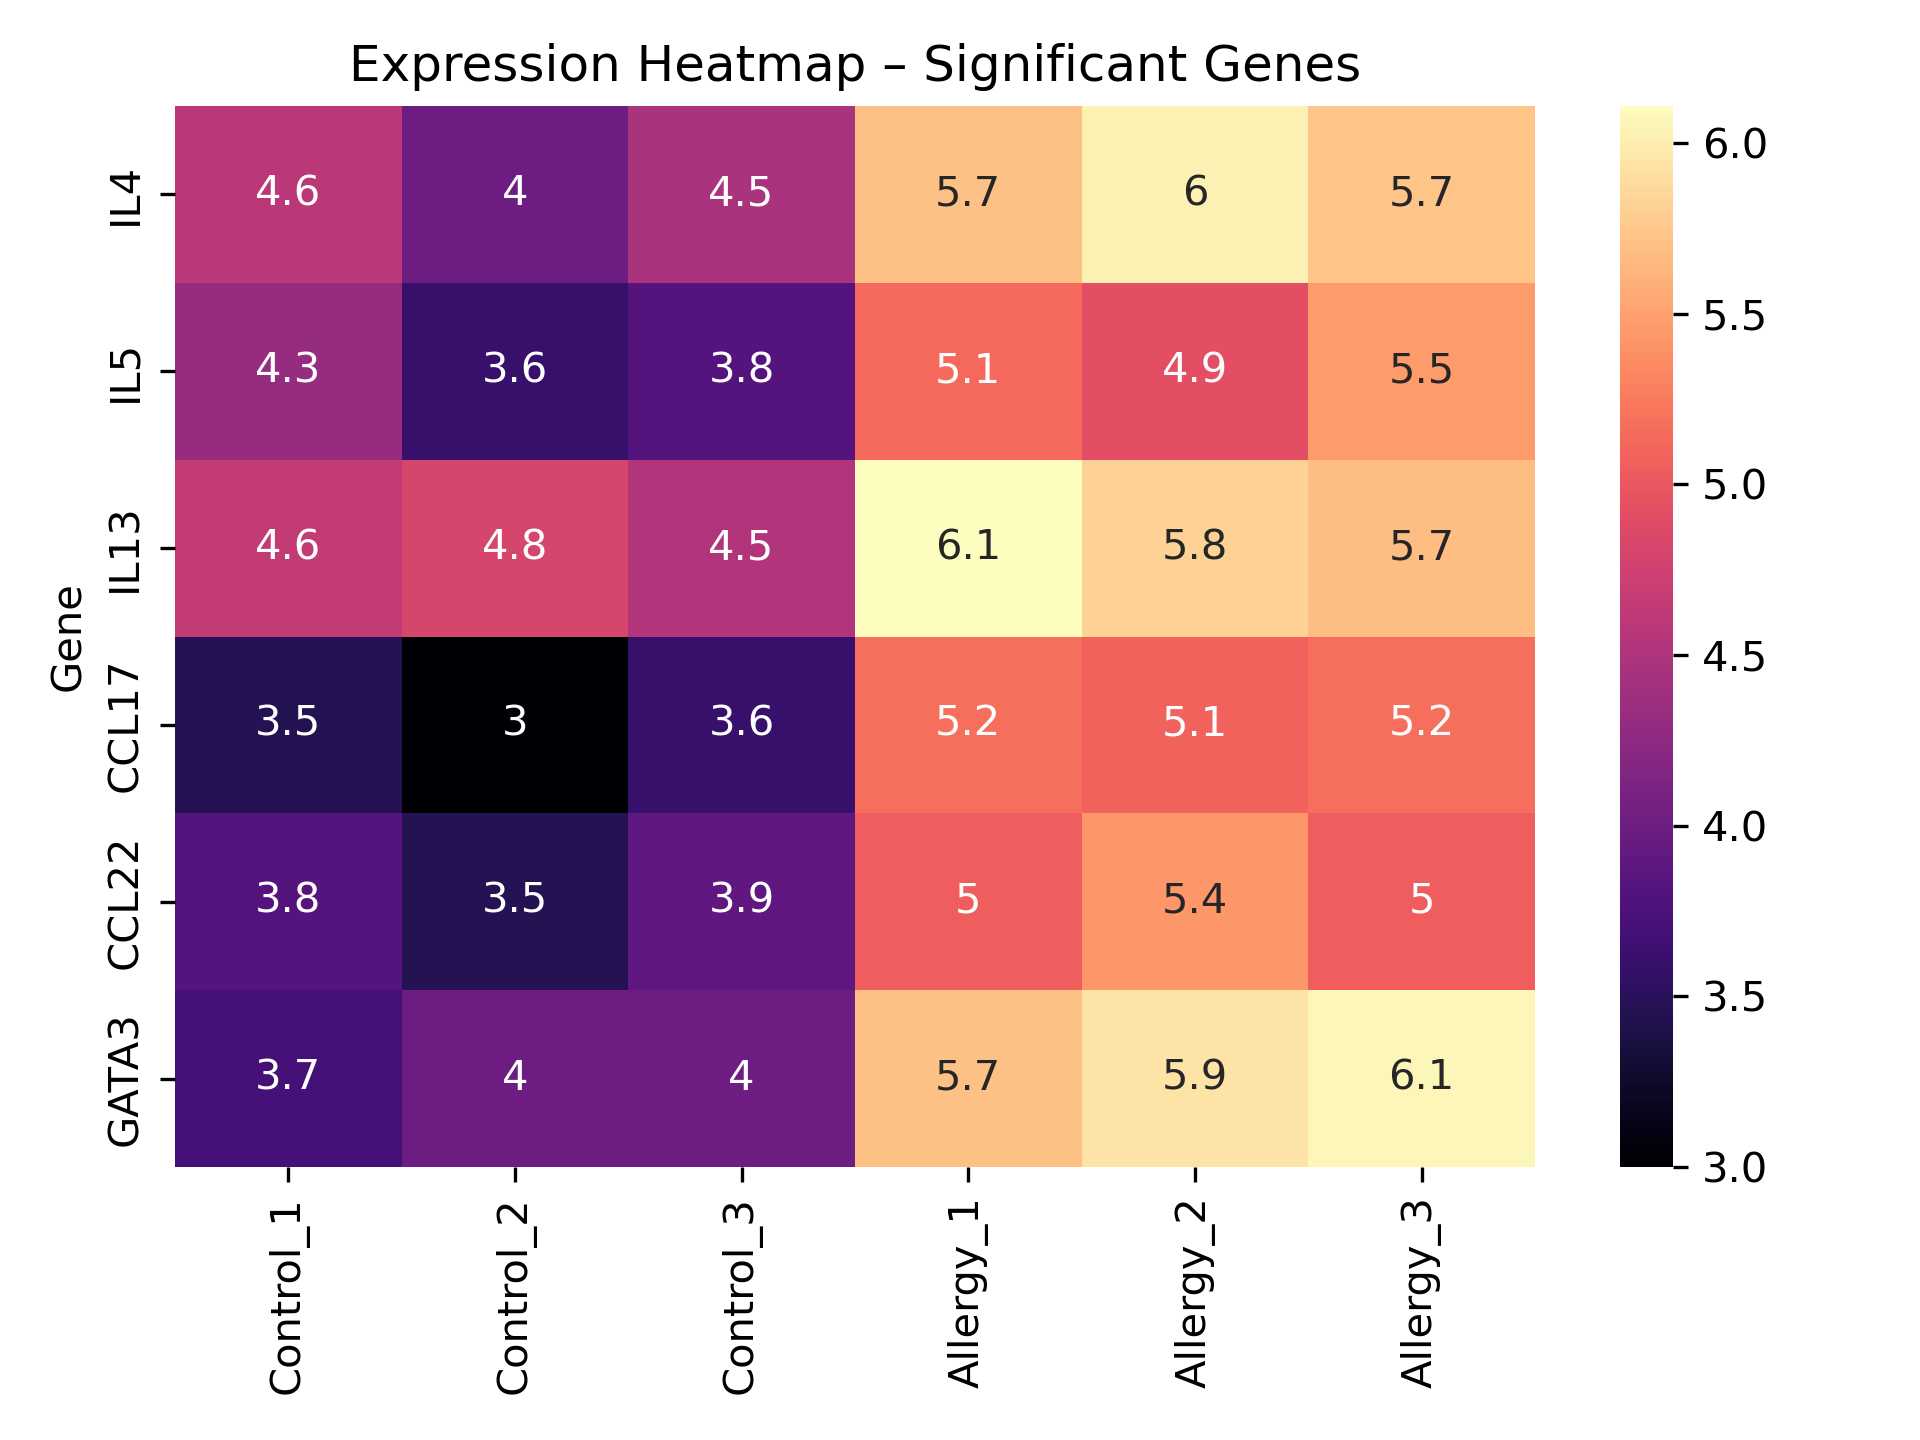 Expression Heatmap – Significant Genes
Gene
IL4 4.6 4 4.5 5.7 6 5.7
IL5 4.3 3.6 3.8 5.1 4.9 5.5
IL13 4.6 4.8 4.5 6.1 5.8 5.7
CCL17 3.5 3 3.6 5.2 5.1 5.2
CCL22 3.8 3.5 3.9 5 5.4 5
GATA3 3.7 4 4 5.7 5.9 6.1
Control_1 Control_2 Control_3 Allergy_1 Allergy_2 Allergy_3
6.0
5.5
5.0
4.5
4.0
3.5
3.0